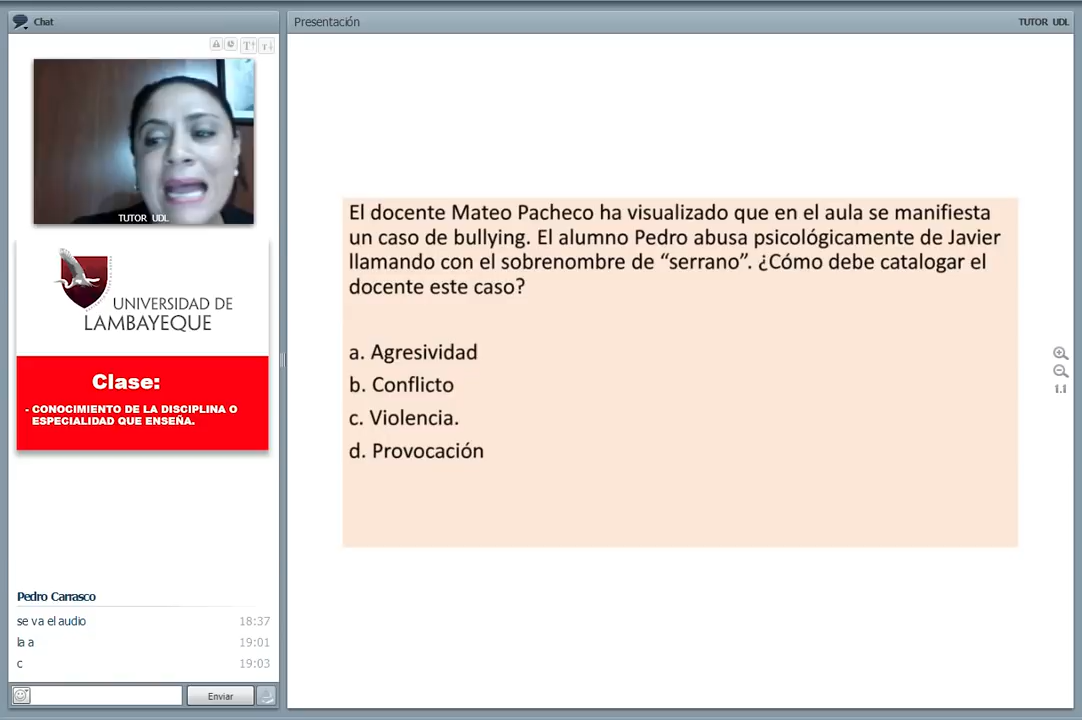 Chat
Presentación
TUTOR UDL
TUTOR UDL
UNIVERSIDAD DE
LAMBAYEQUE
Clase:
- CONOCIMIENTO DE LA DISCIPLINA O
ESPECIALIDAD QUE ENSEÑA.
Pedro Carrasco
se va el audio 18:37
la a 19:01
c 19:03
Enviar
El docente Mateo Pacheco ha visualizado que en el aula se manifiesta
un caso de bullying. El alumno Pedro abusa psicológicamente de Javier
llamando con el sobrenombre de “serrano”. ¿Cómo debe catalogar el
docente este caso?
a. Agresividad
b. Conflicto
c. Violencia.
d. Provocación
1:1